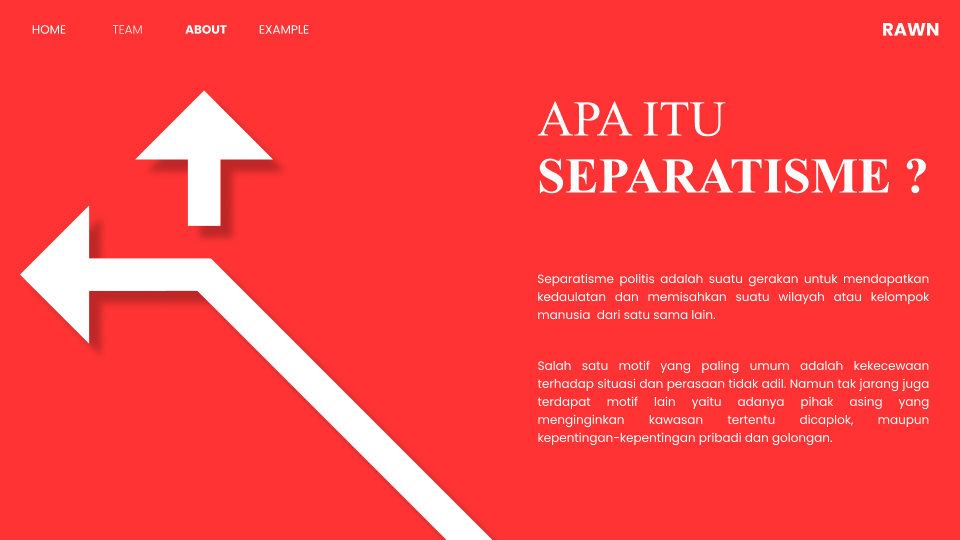 HOME TEAM ABOUT EXAMPLE RAWN
APA ITU
SEPARATISME ?
Separatisme politis adalah suatu gerakan untuk mendapatkan
kedaulatan dan memisahkan suatu wilayah atau kelompok
manusia dari satu sama lain.
Salah satu motif yang paling umum adalah kekecewaan
terhadap situasi dan perasaan tidak adil. Namun tak jarang juga
terdapat motif lain yaitu adanya pihak asing yang
menginginkan kawasan tertentu dicaplok, maupun
kepentingan-kepentingan pribadi dan golongan.